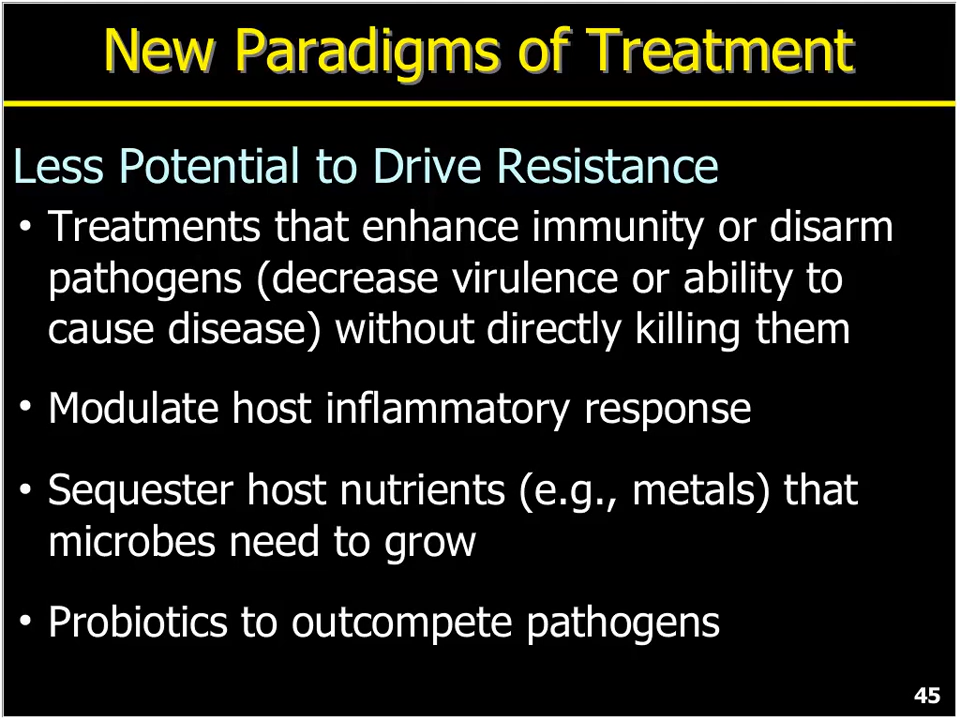 New Paradigms of Treatment
Less Potential to Drive Resistance
• Treatments that enhance immunity or disarm
pathogens (decrease virulence or ability to
cause disease) without directly killing them
• Modulate host inflammatory response
• Sequester host nutrients (e.g., metals) that
microbes need to grow
• Probiotics to outcompete pathogens
45